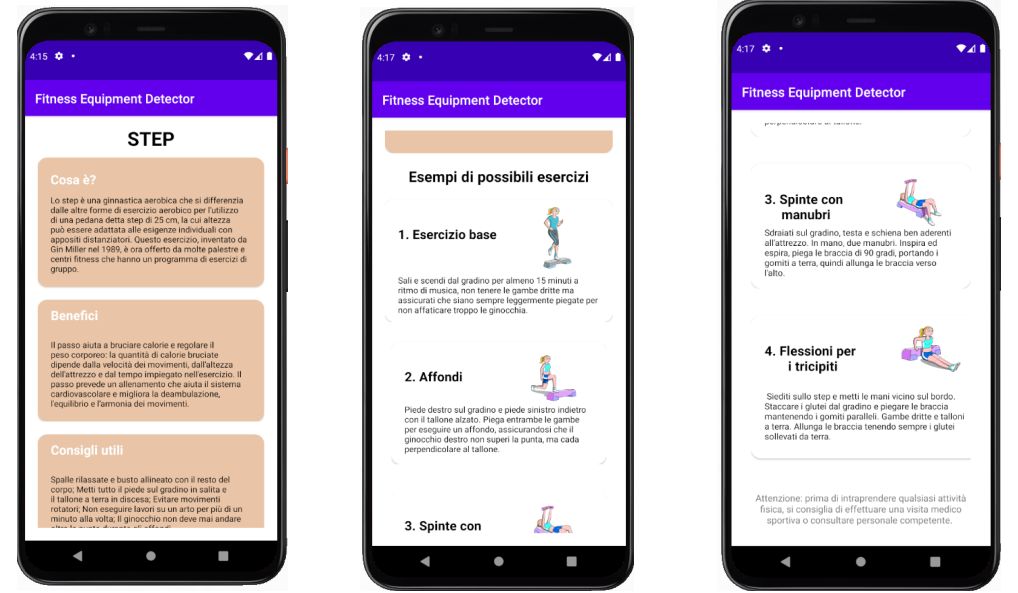 4:15
Fitness Equipment Detector
STEP
Cosa è?
Lo step è una ginnastica aerobica che si differenzia
dalle altre forme di esercizio aerobico per l'utilizzo
di una pedana detta step di 25 cm, la cui altezza
può essere adattata alle esigenze individuali con
appositi distanziatori. Questo esercizio, inventato da
Gin Miller nel 1989, è ora offerto da molte palestre e
centri fitness che hanno un programma di esercizi di
gruppo.
Benefici
Il passo aiuta a bruciare calorie e regolare il
peso corporeo: la quantità di calorie bruciate
dipende dalla velocità dei movimenti, dall'altezza
dell'attrezzo e dal tempo impiegato nell'esercizio. Il
passo prevede un allenamento che aiuta il sistema
cardiovascolare e migliora la deambulazione,
l'equilibrio e l'armonia dei movimenti.
Consigli utili
Spalle rilassate e busto allineato con il resto del
corpo; Metti tutto il piede sul gradino in salita e
il tallone a terra in discesa; Evitare movimenti
rotatori; Non eseguire lavori su un arto per più di un
minuto alla volta; Il ginocchio non deve mai andare
oltre la punta durante gli affondi.
4:17
Fitness Equipment Detector
Esempi di possibili esercizi
1. Esercizio base
Sali e scendi dal gradino per almeno 15 minuti a
ritmo di musica, non tenere le gambe dritte ma
assicurati che siano sempre leggermente piegate per
non affaticare troppo le ginocchia.
2. Affondi
Piede destro sul gradino e piede sinistro indietro
con il tallone alzato. Piega entrambe le gambe
per eseguire un affondo, assicurandosi che il
ginocchio destro non superi la punta, ma cada
perpendicolare al tallone.
3. Spinte con
4:17
Fitness Equipment Detector
perpendicolare al tallone.
3. Spinte con
manubri
Sdraiati sul gradino, testa e schiena ben aderenti
all'attrezzo. In mano, due manubri. Inspira ed
espira, piega le braccia di 90 gradi, portando i
gomiti a terra, quindi allunga le braccia verso
l'alto.
4. Flessioni per
i tricipiti
Siediti sullo step e metti le mani vicino sul bordo.
Staccare i glutei dal gradino e piegare le braccia
mantenendo i gomiti paralleli. Gambe dritte e talloni
a terra. Allunga le braccia tenendo sempre i glutei
sollevati da terra.
Attenzione: prima di intraprendere qualsiasi attività
fisica, si consiglia di effettuare una visita medico
sportiva o consultare personale competente.